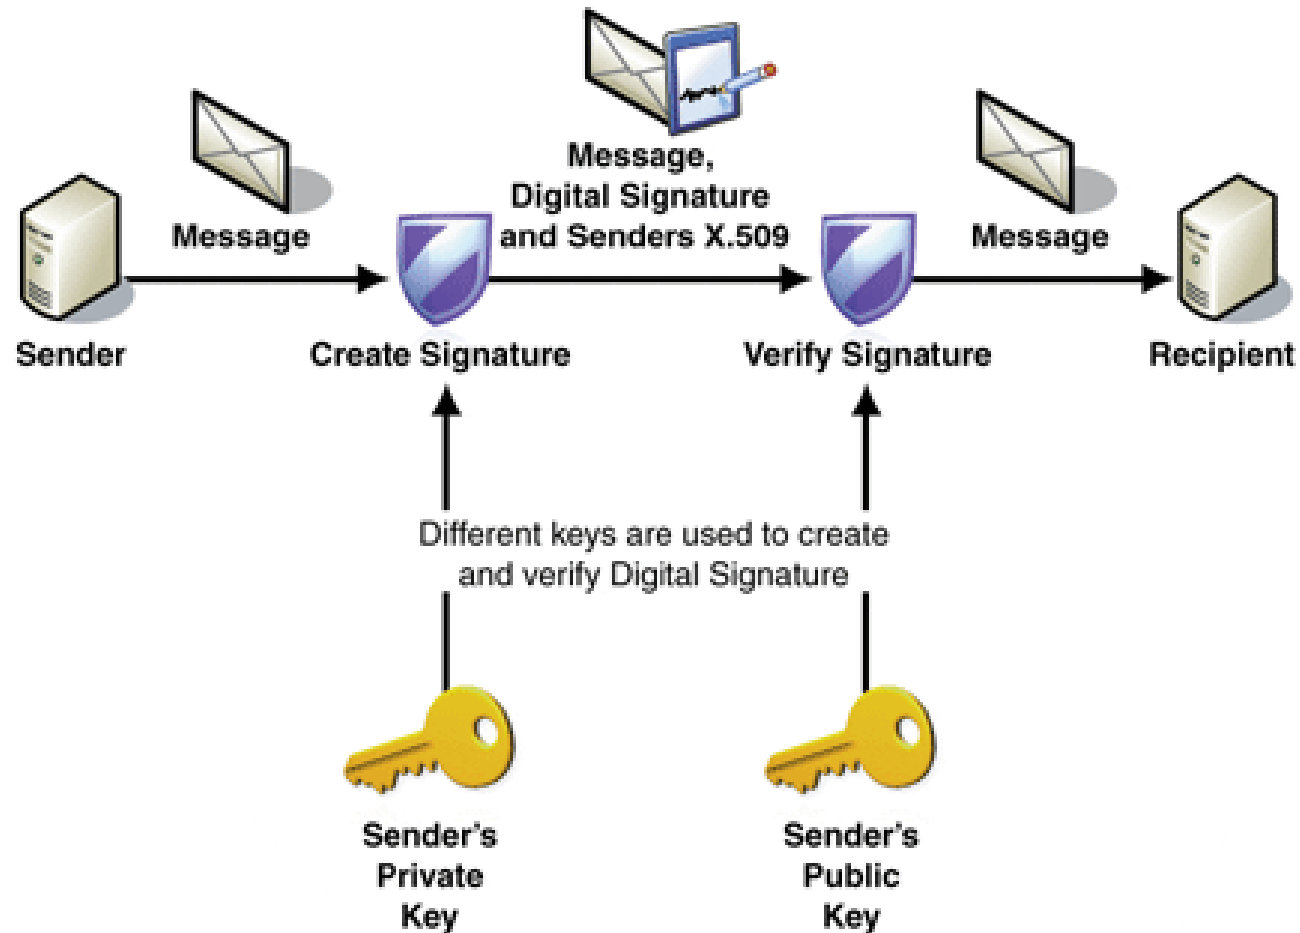 Message,
Digital Signature
and Senders X.509
Message
Message
Sender
Create Signature
Verify Signature
Recipient
Different keys are used to create
and verify Digital Signature
Sender's
Private
Key
Sender's
Public
Key